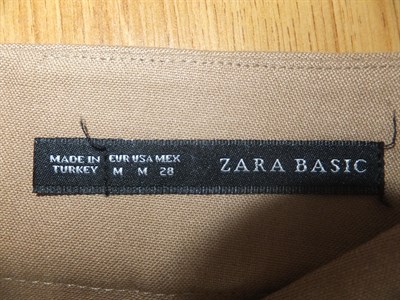 MADE IN EUR USA MEX
TURKEY M M 28
ZARA BASIC